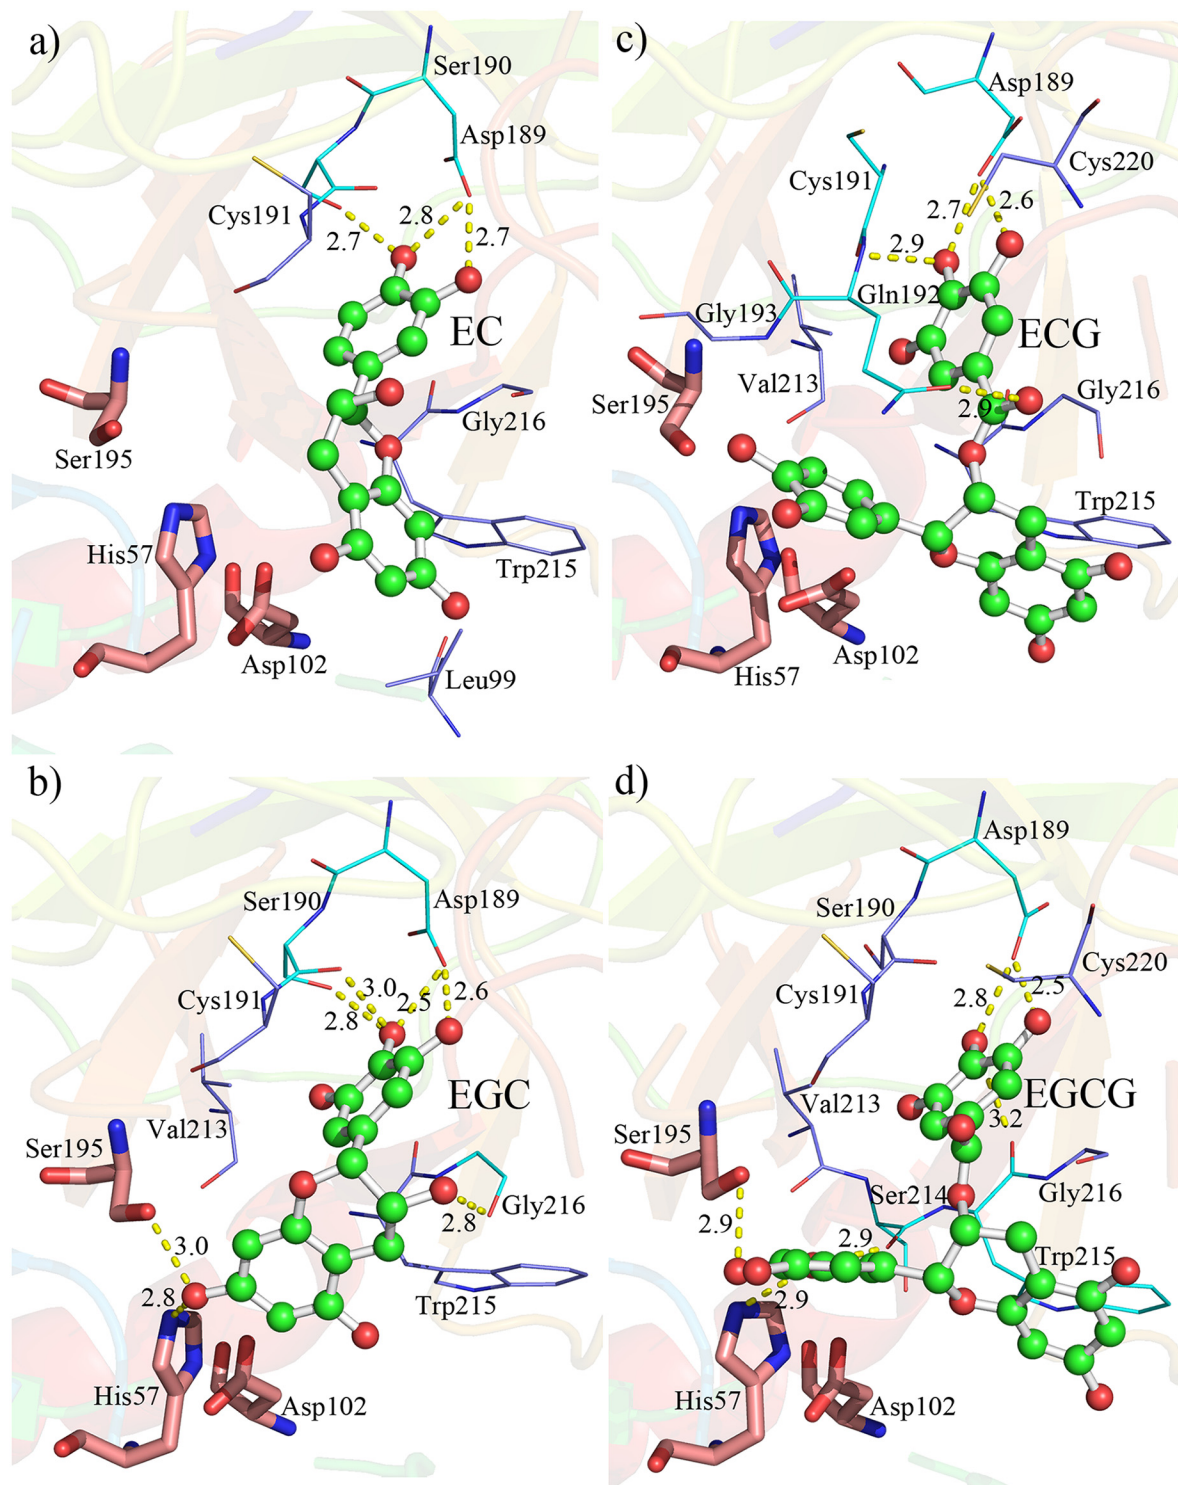 a)
Ser190
Asp189
Cys191
2.8
2.7
2.7
EC
Gly216
Ser195
His57
Trp215
Asp102
Leu99
c)
Asp189
Cys220
Cys191
2.7
2.6
2.9
Gln192
Gly193
ECG
Val213
Gly216
Ser195
2.9
Trp215
Asp102
His57
b)
Asp189
Ser190
3.0
2.5
2.6
Cys191
2.8
EGC
Val213
Ser195
Gly216
2.8
3.0
2.8
Trp215
His57
Asp102
d)
Asp189
Ser190
Cys220
Cys191
2.8
2.5
Val213
EGCG
3.2
Ser195
Ser214
Gly216
2.9
2.9
Trp215
2.9
His57
Asp102